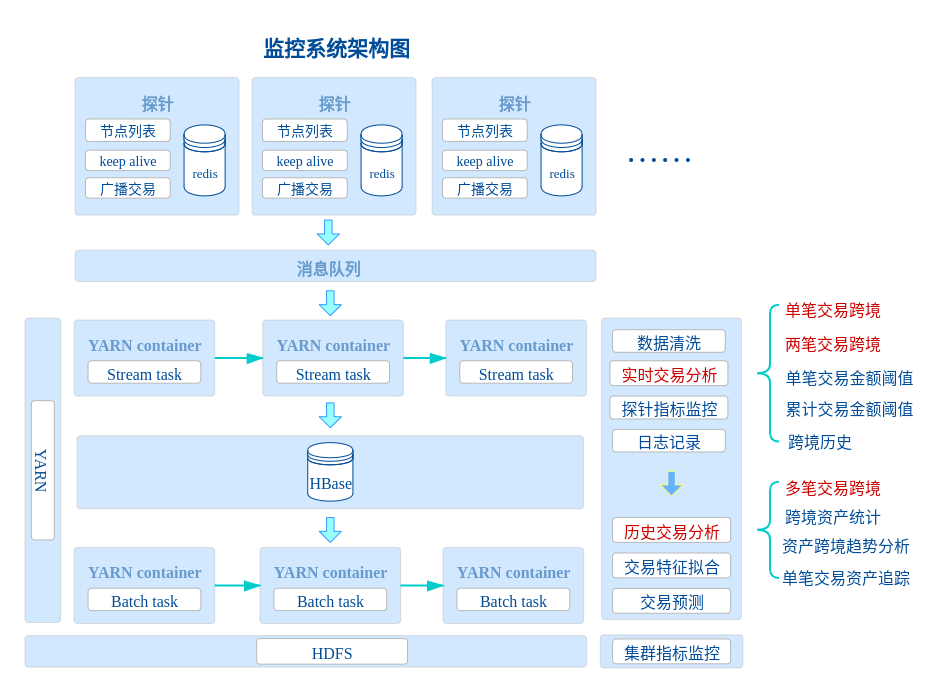 监控系统架构图
探针
节点列表
keep alive
广播交易
redis
探针
节点列表
keep alive
广播交易
redis
探针
节点列表
keep alive
广播交易
redis
······
消息队列
YARN
YARN container
Stream task
YARN container
Stream task
YARN container
Stream task
HBase
YARN container
Batch task
YARN container
Batch task
YARN container
Batch task
HDFS
数据清洗
实时交易分析
探针指标监控
日志记录
历史交易分析
交易特征拟合
交易预测
集群指标监控
单笔交易跨境
两笔交易跨境
单笔交易金额阈值
累计交易金额阈值
跨境历史
多笔交易跨境
跨境资产统计
资产跨境趋势分析
单笔交易资产追踪